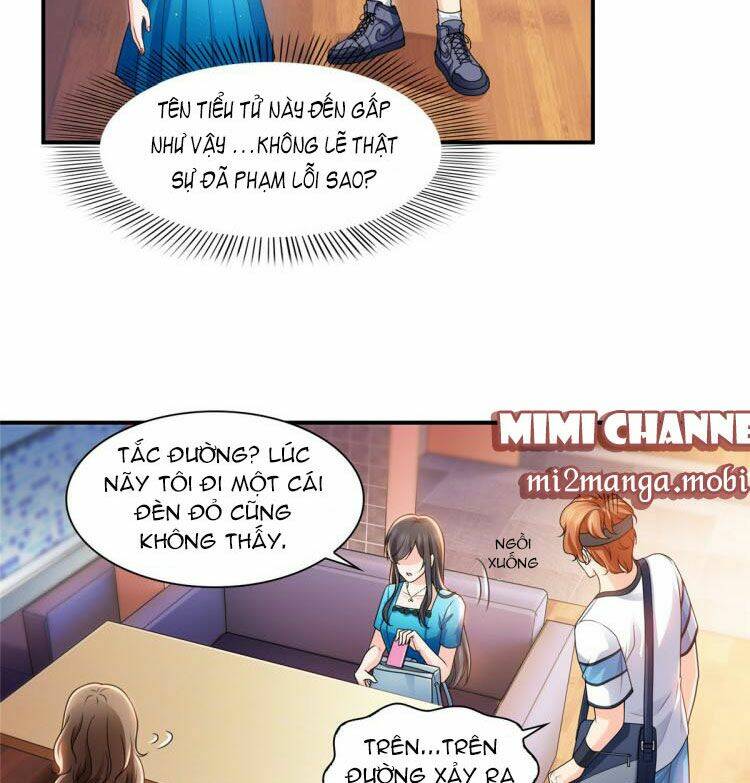 TÊN TIỂU TỬ NÀY ĐẾN GẤP
NHƯ VẬY ...KHÔNG LẼ THẬT
SỰ ĐÃ PHẠM LỖI SAO?
MIMI CHANNE
mi2manga.mobi
TẮC ĐƯỜNG? LÚC
NÃY TÔI ĐI MỘT CÁI
ĐÈN ĐỎ CŨNG
KHÔNG THẤY.
NGỒI
XUỐNG
TRÊN...TRÊN
ĐƯỜNG XẢY RA